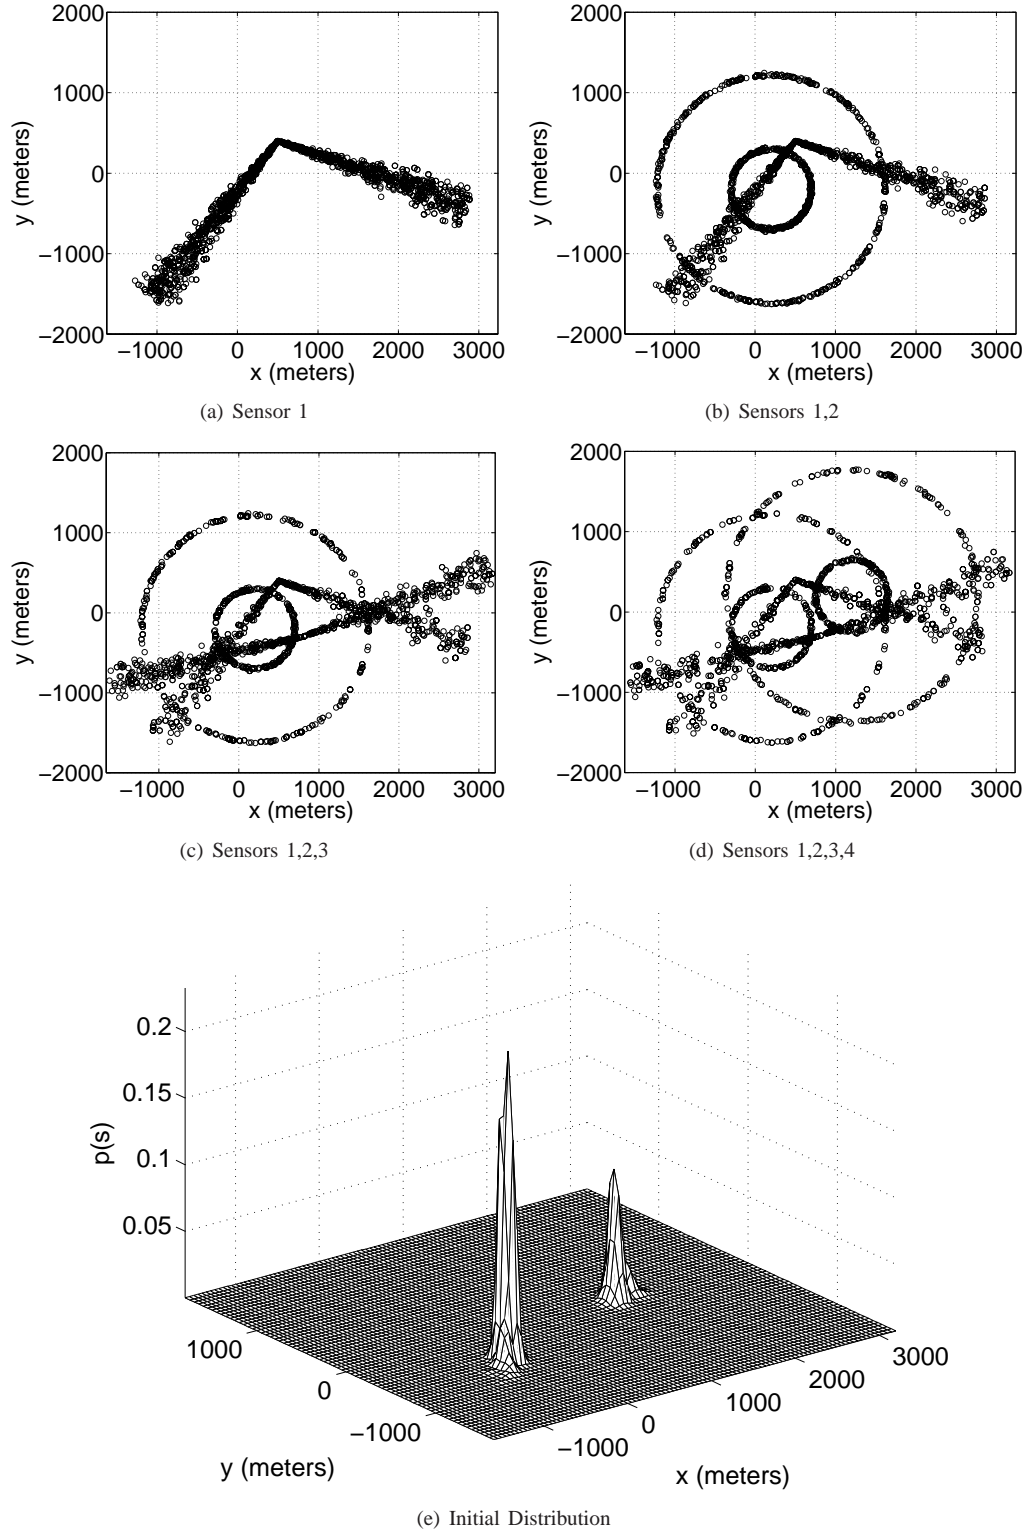 2000
1000
0
−1000
−2000
y (meters)
−1000 0 1000 2000 3000
x (meters)
(a) Sensor 1
2000
1000
0
−1000
−2000
y (meters)
−1000 0 1000 2000 3000
x (meters)
(b) Sensors 1,2
2000
1000
0
−1000
−2000
y (meters)
−1000 0 1000 2000 3000
x (meters)
(c) Sensors 1,2,3
2000
1000
0
−1000
−2000
y (meters)
−1000 0 1000 2000 3000
x (meters)
(d) Sensors 1,2,3,4
0.2
0.15
0.1
0.05
p(s)
1000
0
−1000
y (meters)
−1000
0
1000
2000
3000
x (meters)
(e) Initial Distribution